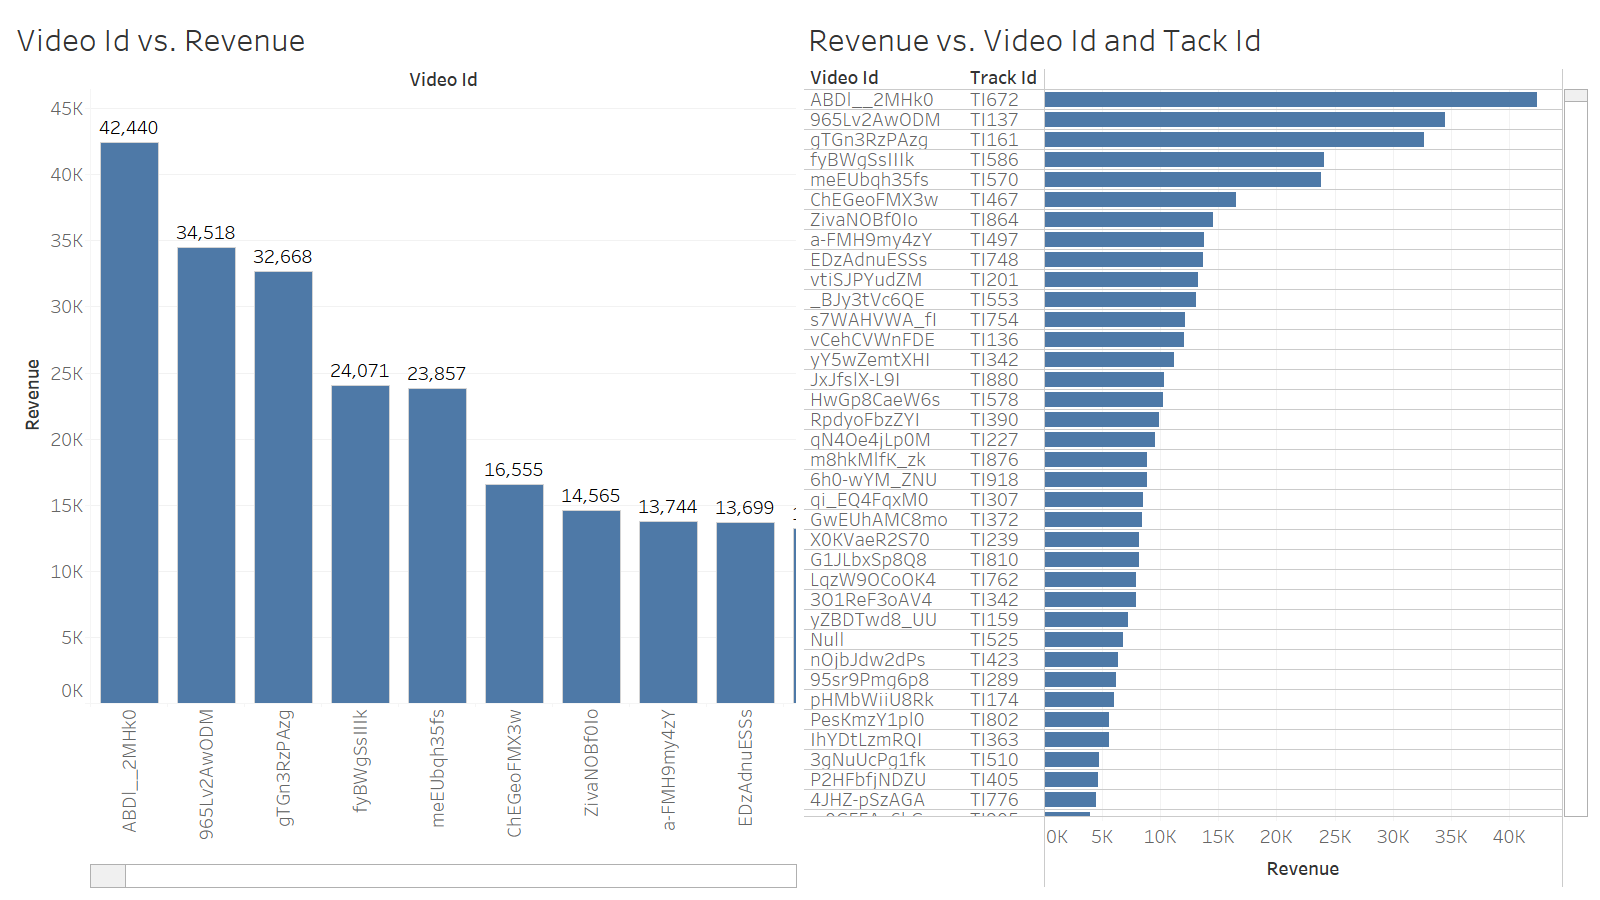 Video Id vs. Revenue
Video Id
Revenue
45K
40K
35K
30K
25K
20K
15K
10K
5K
0K
42,440
34,518
32,668
24,071
23,857
16,555
14,565
13,744
13,699
ABDl__2MHk0
965Lv2AwODM
gTGn3RzPAzg
fyBWgSsIIIk
meEUbqh35fs
ChEGeoFMX3w
ZivaNOBf0Io
a-FMH9my4zY
EDzAdnuESSs
Revenue vs. Video Id and Tack Id
Video Id Track Id
ABDl__2MHk0 TI672
965Lv2AwODM TI137
gTGn3RzPAzg TI161
fyBWgSsIIIk TI586
meEUbqh35fs TI570
ChEGeoFMX3w TI467
ZivaNOBf0Io TI864
a-FMH9my4zY TI497
EDzAdnuESSs TI748
vtiSJPYudZM TI201
_BJy3tVc6QE TI553
s7WAHVWA_fI TI754
vCehCVWnFDE TI136
yY5wZemtXHI TI342
JxJfslX-L9I TI880
HwGp8CaeW6s TI578
RpdyoFbzZYI TI390
qN4Oe4jLp0M TI227
m8hkMlfK_zk TI876
6h0-wYM_ZNU TI918
qi_EQ4FqxM0 TI307
GwEUhAMC8mo TI372
X0KVaeR2S70 TI239
G1JLbxSp8Q8 TI810
LqzW9OCoOK4 TI762
3O1ReF3oAV4 TI342
yZBDTwd8_UU TI159
Null TI525
nOjbJdw2dPs TI423
95sr9Pmg6p8 TI289
pHMbWiiU8Rk TI174
PesKmzY1pl0 TI802
IhYDtLzmRQI TI363
3gNuUcPg1fk TI510
P2HFbfjNDZU TI405
4JHZ-pSzAGA TI776
0K 5K 10K 15K 20K 25K 30K 35K 40K
Revenue